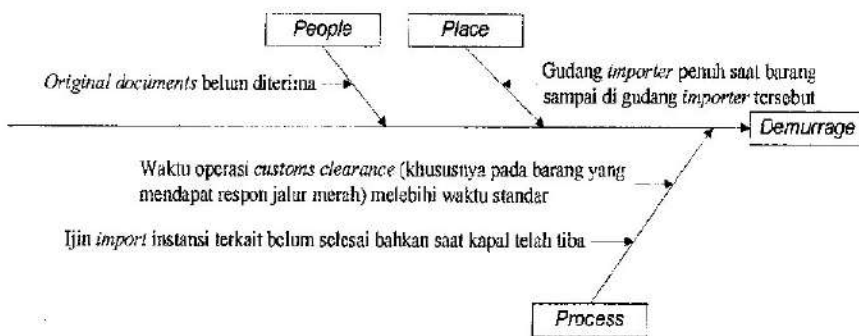 People
Place
Original documents belum diterima
Gudang importer penuh saat barang
sampai di gudang importer tersebut
Demurrage
Waktu operasi customs clearance (khususnya pada barang yang
mendapat respon jalur merah) melebihi waktu standar
Ijin import instansi terkait belum selesai bahkan saat kapal telah tiba
Process